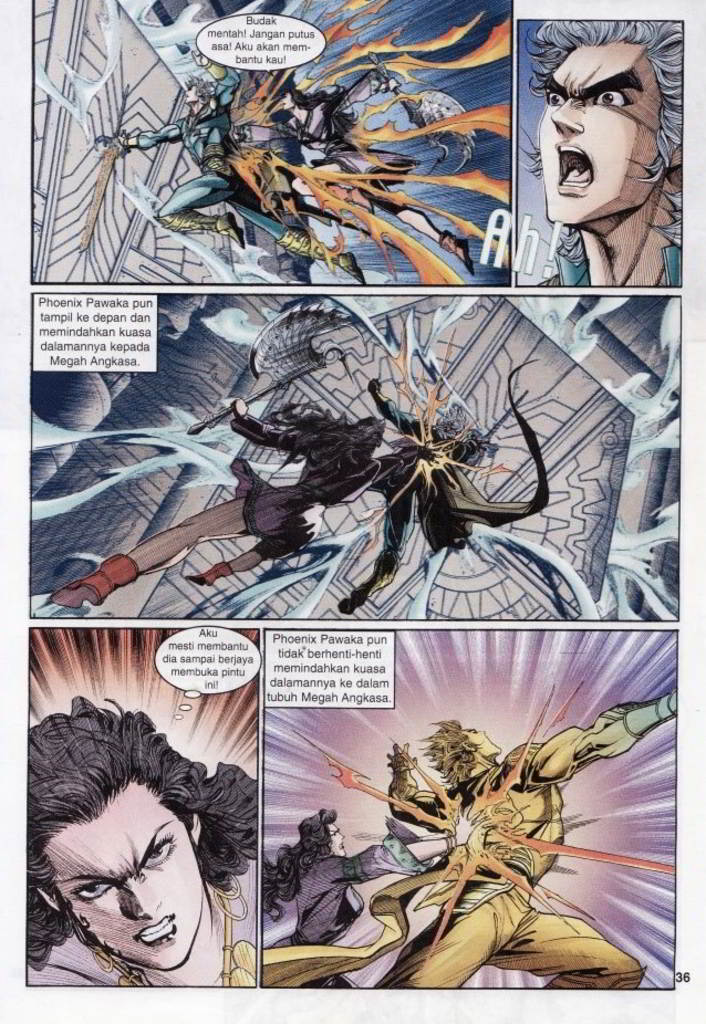 Budak
mentah! Jangan putus
asa! Aku akan mem-
bantu kau!
Ah!
Phoenix Pawaka pun
tampil ke depan dan
memindahkan kuasa
dalamannya kepada
Megah Angkasa.
Aku
mesti membantu
dia sampai berjaya
membuka pintu
ini!
Phoenix Pawaka pun
tidak berhenti-henti
memindahkan kuasa
dalamannya ke dalam
tubuh Megah Angkasa.
36